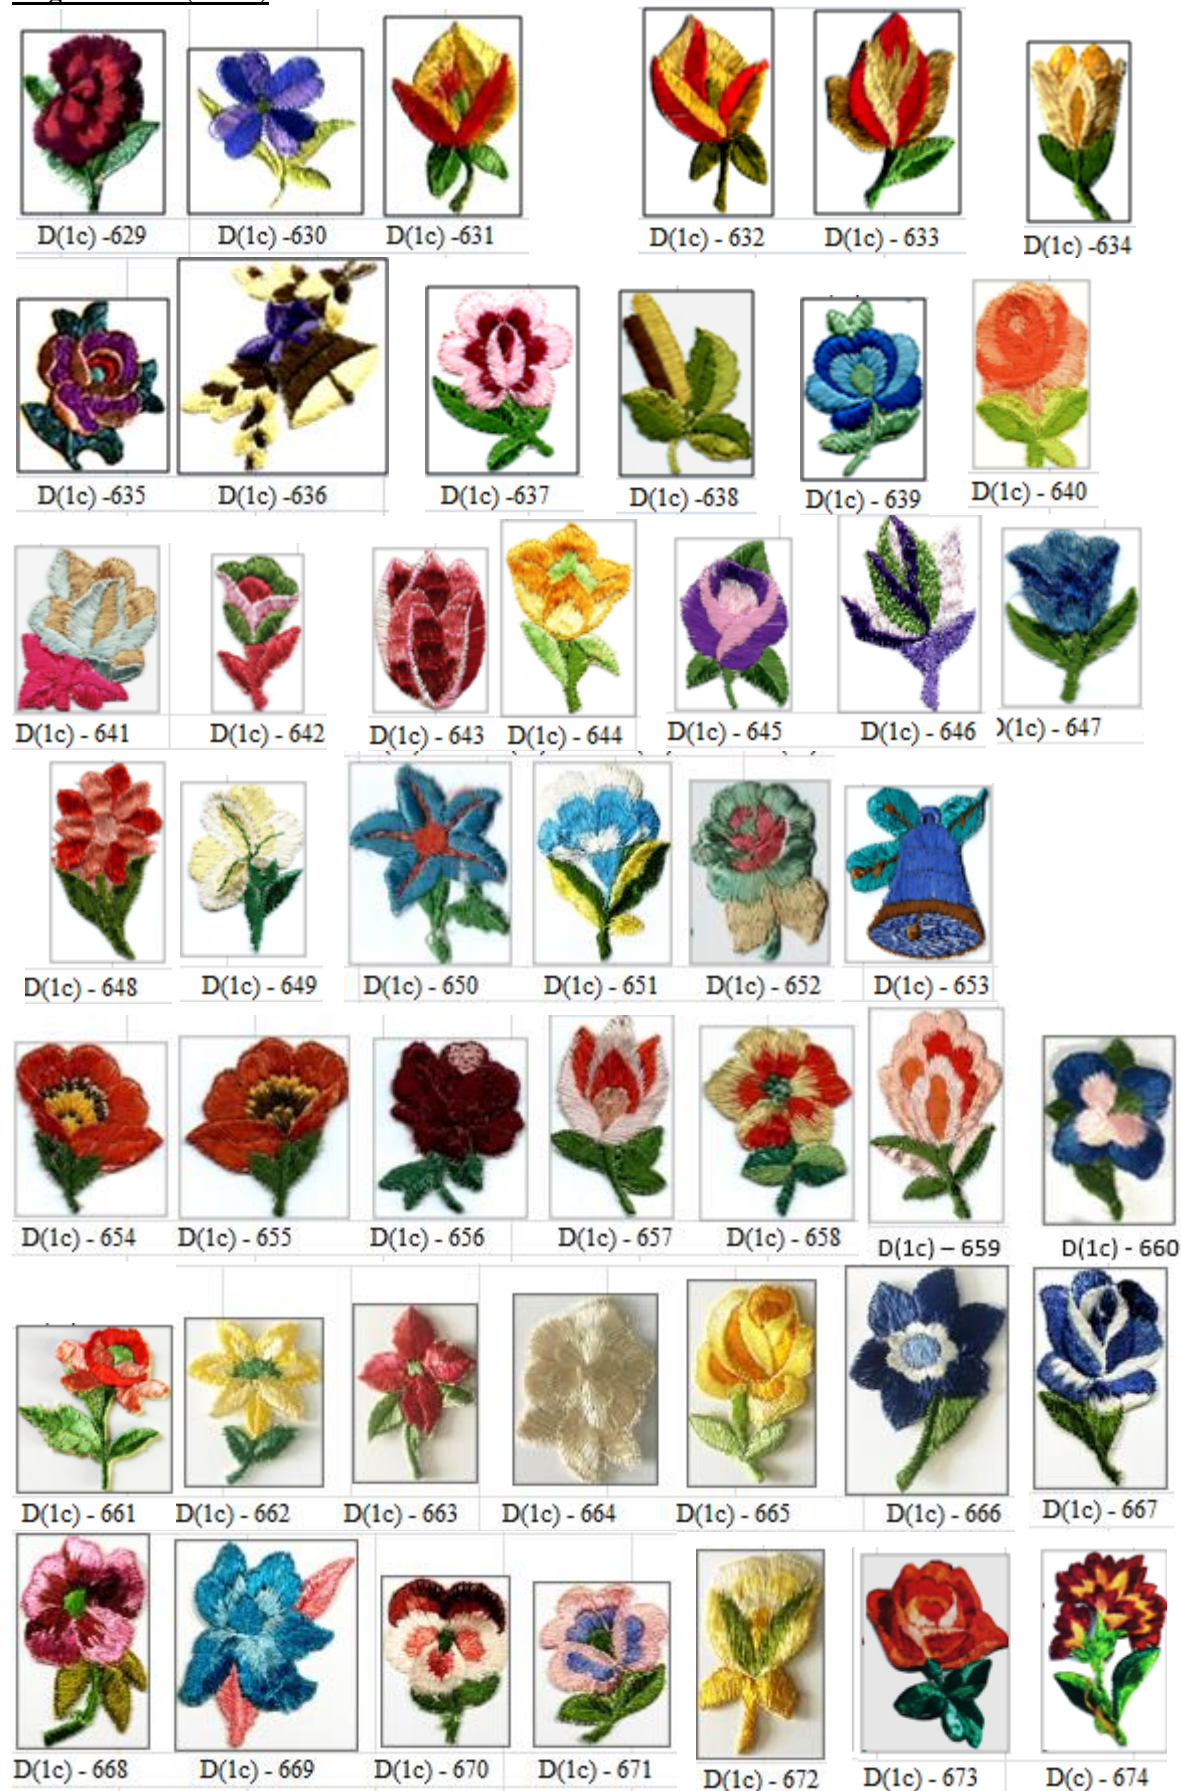 D(1c) -629 D(1c) -630 D(1c) -631 D(1c) - 632 D(1c) - 633 D(1c) -634
D(1c) -635 D(1c) -636 D(1c) -637 D(1c) -638 D(1c) - 639 D(1c) - 640
D(1c) - 641 D(1c) - 642 D(1c) - 643 D(1c) - 644 D(1c) - 645 D(1c) - 646 )(1c) - 647
D(1c) - 648 D(1c) - 649 D(1c) - 650 D(1c) - 651 D(1c) - 652 D(1c) - 653
D(1c) - 654 D(1c) - 655 D(1c) - 656 D(1c) - 657 D(1c) - 658 D(1c) – 659 D(1c) - 660
D(1c) - 661 D(1c) - 662 D(1c) - 663 D(1c) - 664 D(1c) - 665 D(1c) - 666 D(1c) - 667
D(1c) -668 D(1c) -669 D(1c) -670 D(1c) - 671 D(1c) - 672 D(1c) - 673 D(c) - 674